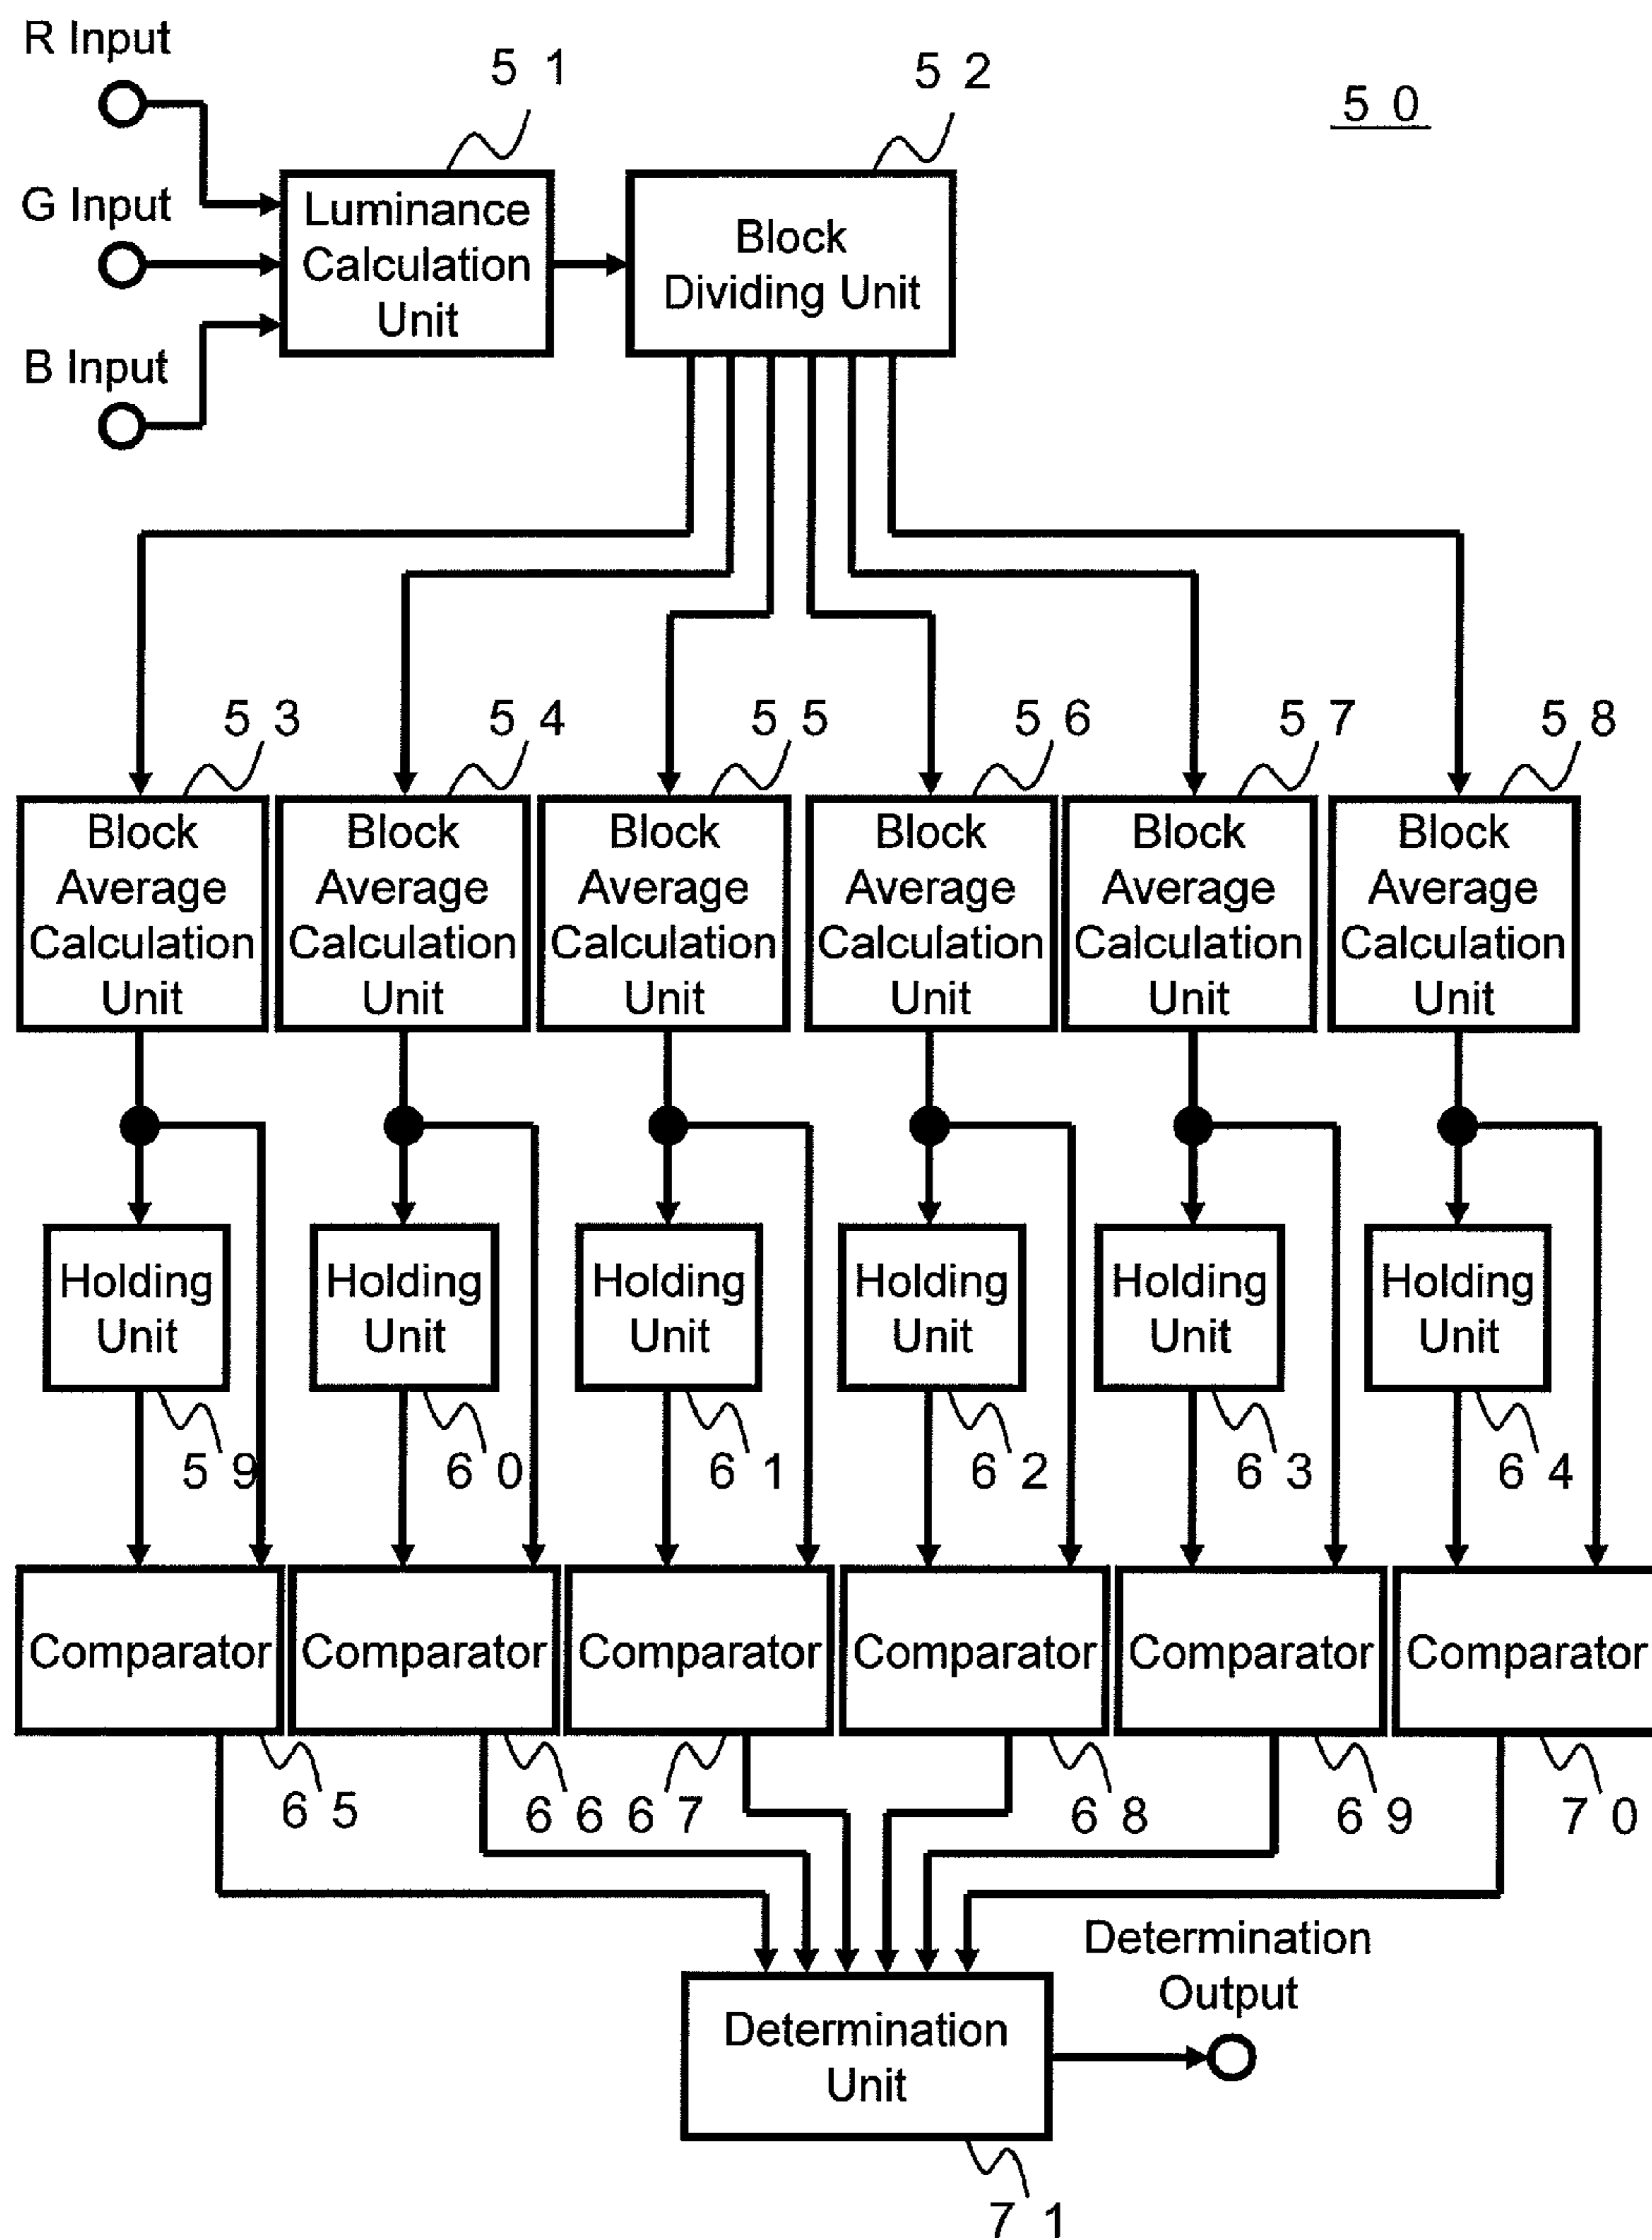 R Input
5 1
5 2
5 0
G Input
Luminance
Calculation
Unit
Block
Dividing Unit
B Input
5 3
5 4
5 5
5 6
5 7
5 8
Block
Average
Calculation
Unit
Block
Average
Calculation
Unit
Block
Average
Calculation
Unit
Block
Average
Calculation
Unit
Block
Average
Calculation
Unit
Block
Average
Calculation
Unit
Holding
Unit
Holding
Unit
Holding
Unit
Holding
Unit
Holding
Unit
Holding
Unit
5 9
6 0
6 1
6 2
6 3
6 4
Comparator
Comparator
Comparator
Comparator
Comparator
Comparator
6 5
6 6
6 7
6 8
6 9
7 0
Determination
Output
Determination
Unit
7 1